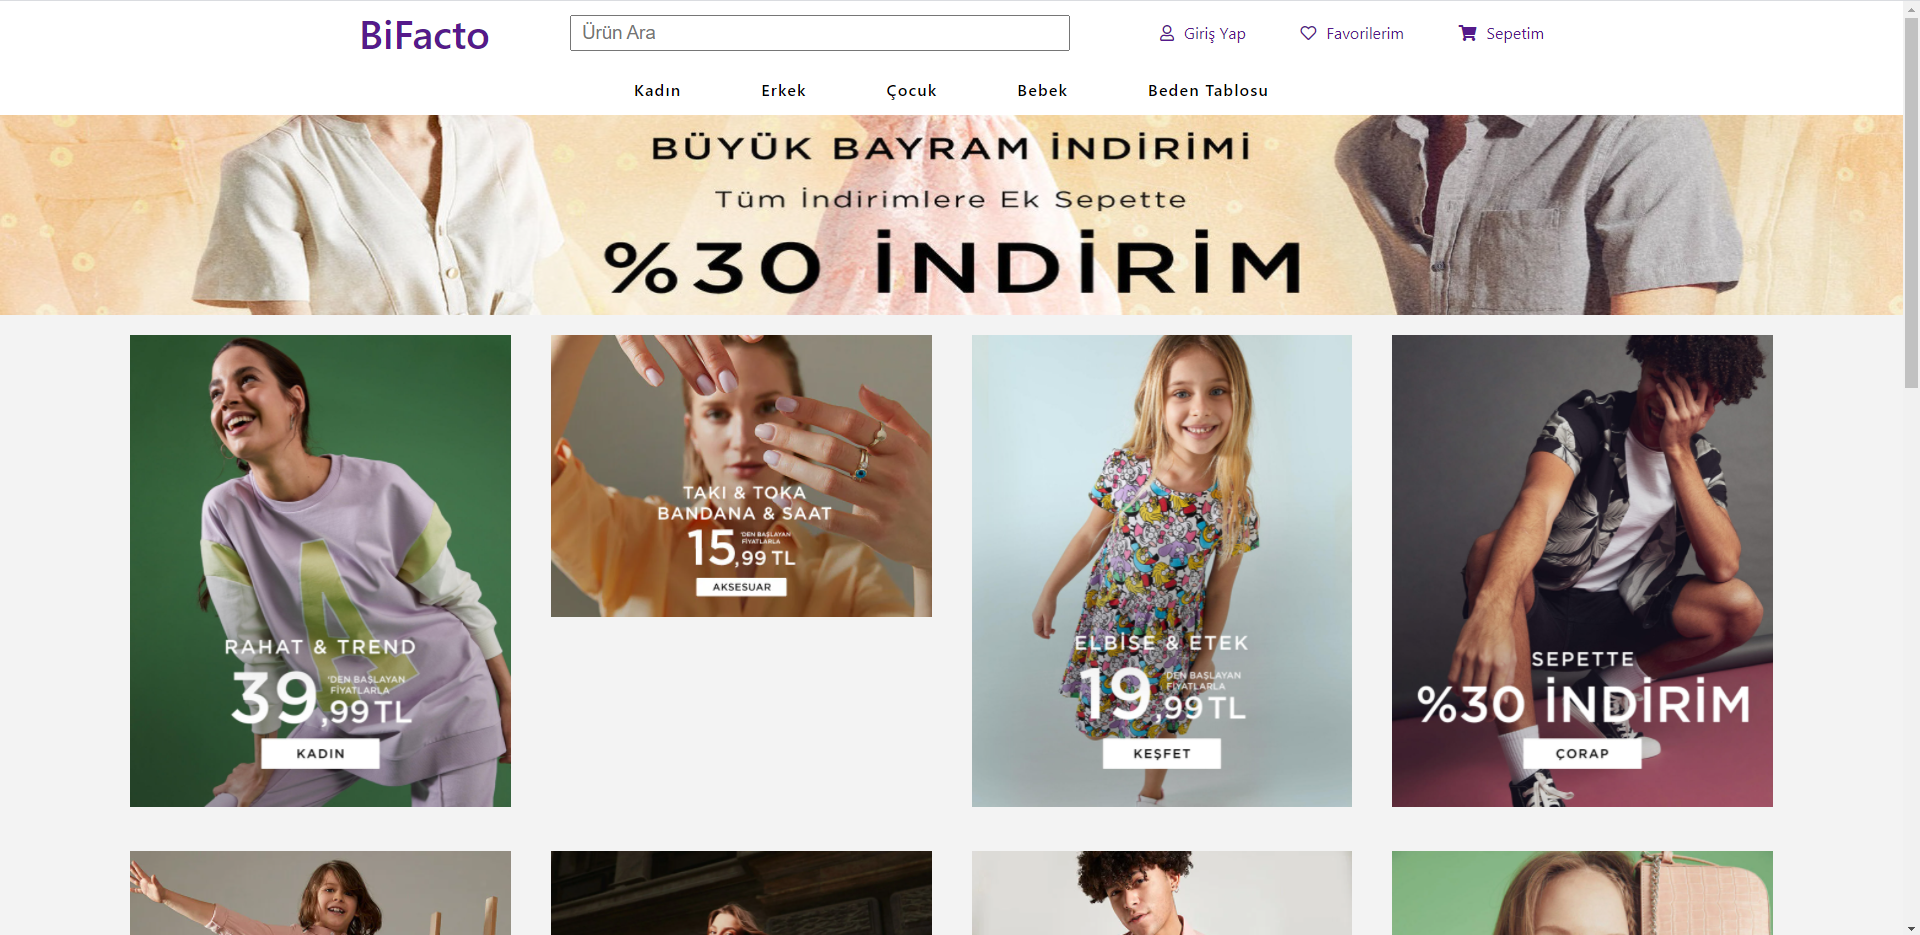 BiFacto
Ürün Ara
Giriş Yap
Favorilerim
Sepetim
Kadın
Erkek
Çocuk
Bebek
Beden Tablosu
BÜYÜK BAYRAM İNDİRİMİ
Tüm İndirimlere Ek Sepette
%30 İNDİRİM
RAHAT & TREND
39,99 TL
'DEN BAŞLAYAN
FİYATLARLA
KADIN
TAKI & TOKA
BANDANA & SAAT
15,99 TL
'DEN BAŞLAYAN
FİYATLARLA
AKSESUAR
ELBİSE & ETEK
19,99 TL
'DEN BAŞLAYAN
FİYATLARLA
KEŞFET
SEPETTE
%30 İNDİRİM
ÇORAP